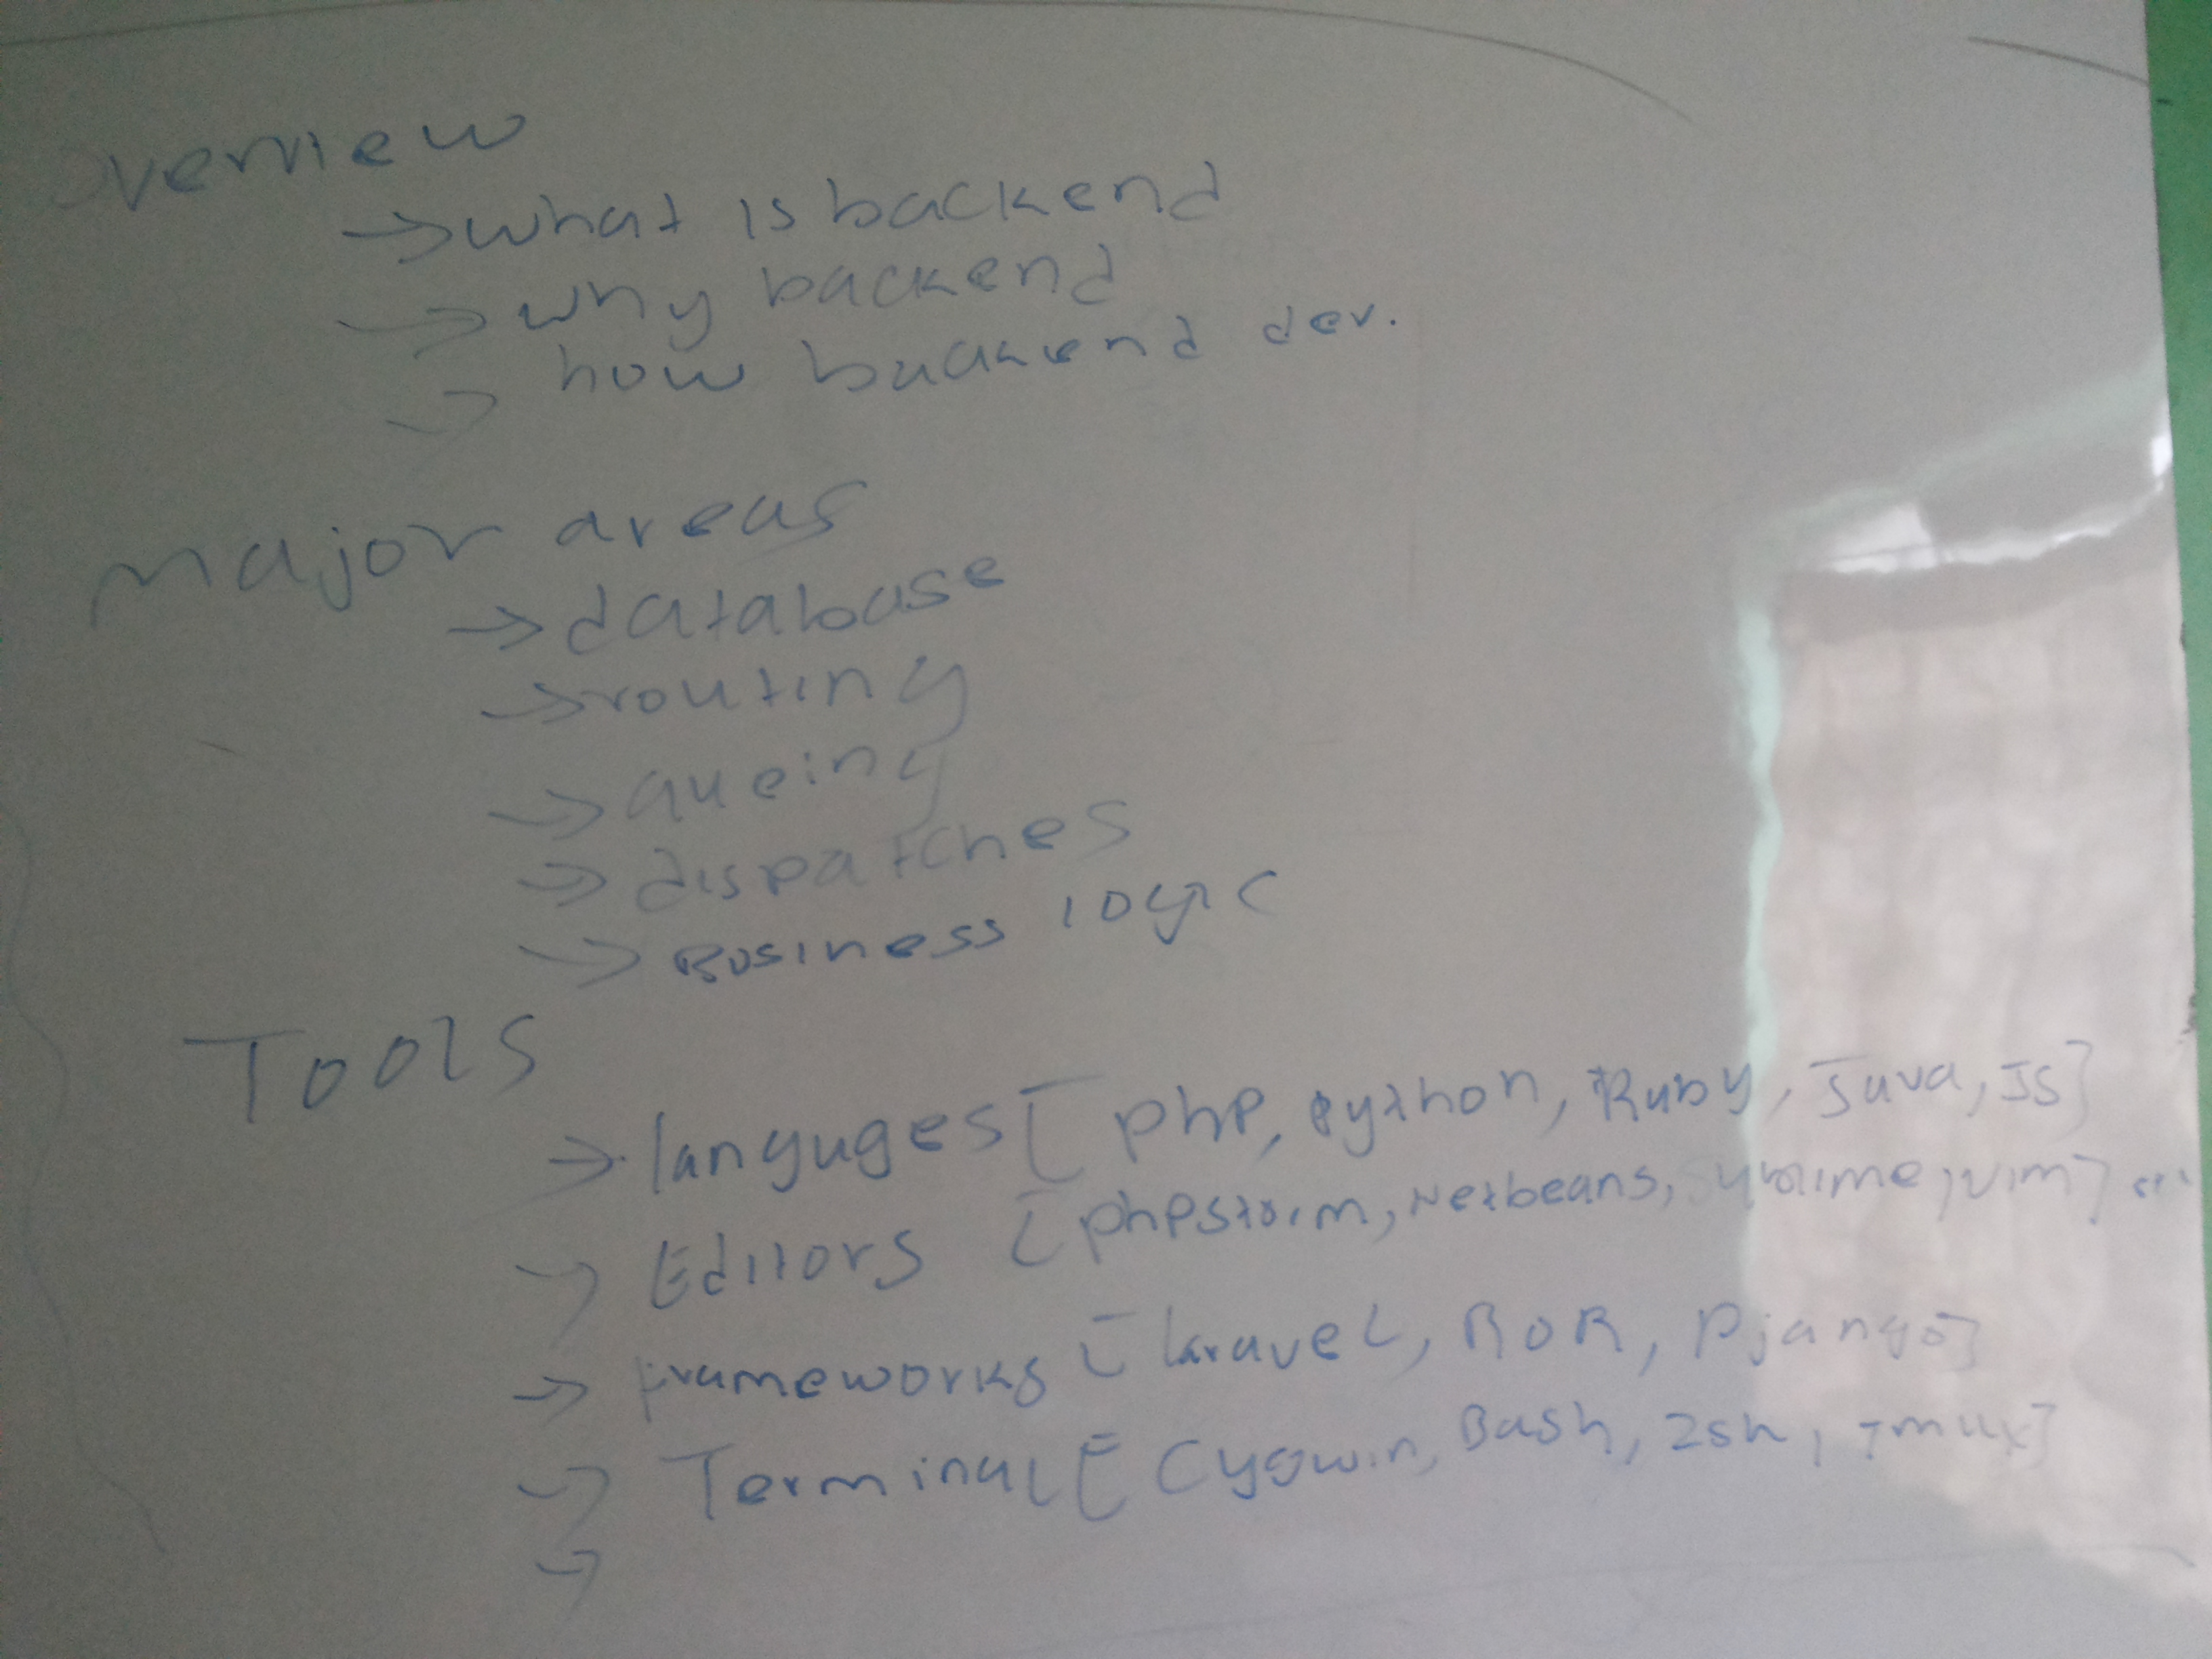 Overview
→ what is backend
→ why backend
→ how backend dev.
major areas
→ database
→ routing
→ queing
→ dispatches
→ Business logic
Tools
→ languges [ php, python, Ruby, Java, JS]
→ Editors [phpstorm, Netbeans, Sublime, vim] ...
→ frameworks [laravel, ROR, Django]
→ Terminal [ Cygwin, Bash, zsh, Tmux]
→